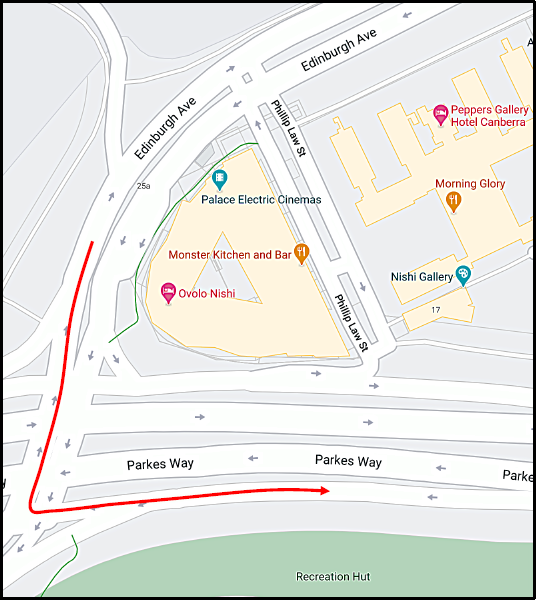 Edinburgh Ave
Edinburgh Ave
Phillip Law St
A
Peppers Gallery
Hotel Canberra
25a
Palace Electric Cinemas
Morning Glory
Monster Kitchen and Bar
Nishi Gallery
Ovolo Nishi
17
Phillip Law St
Parkes Way
Parkes Way
Parke
y
Recreation Hut